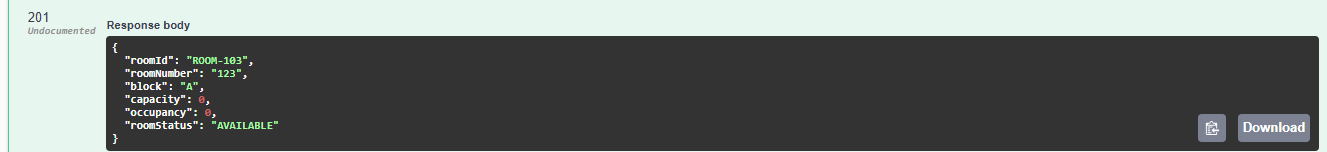 201
Undocumented
Response body
{
  "roomId": "ROOM-103",
  "roomNumber": "123",
  "block": "A",
  "capacity": 0,
  "occupancy": 0,
  "roomStatus": "AVAILABLE"
}
Download